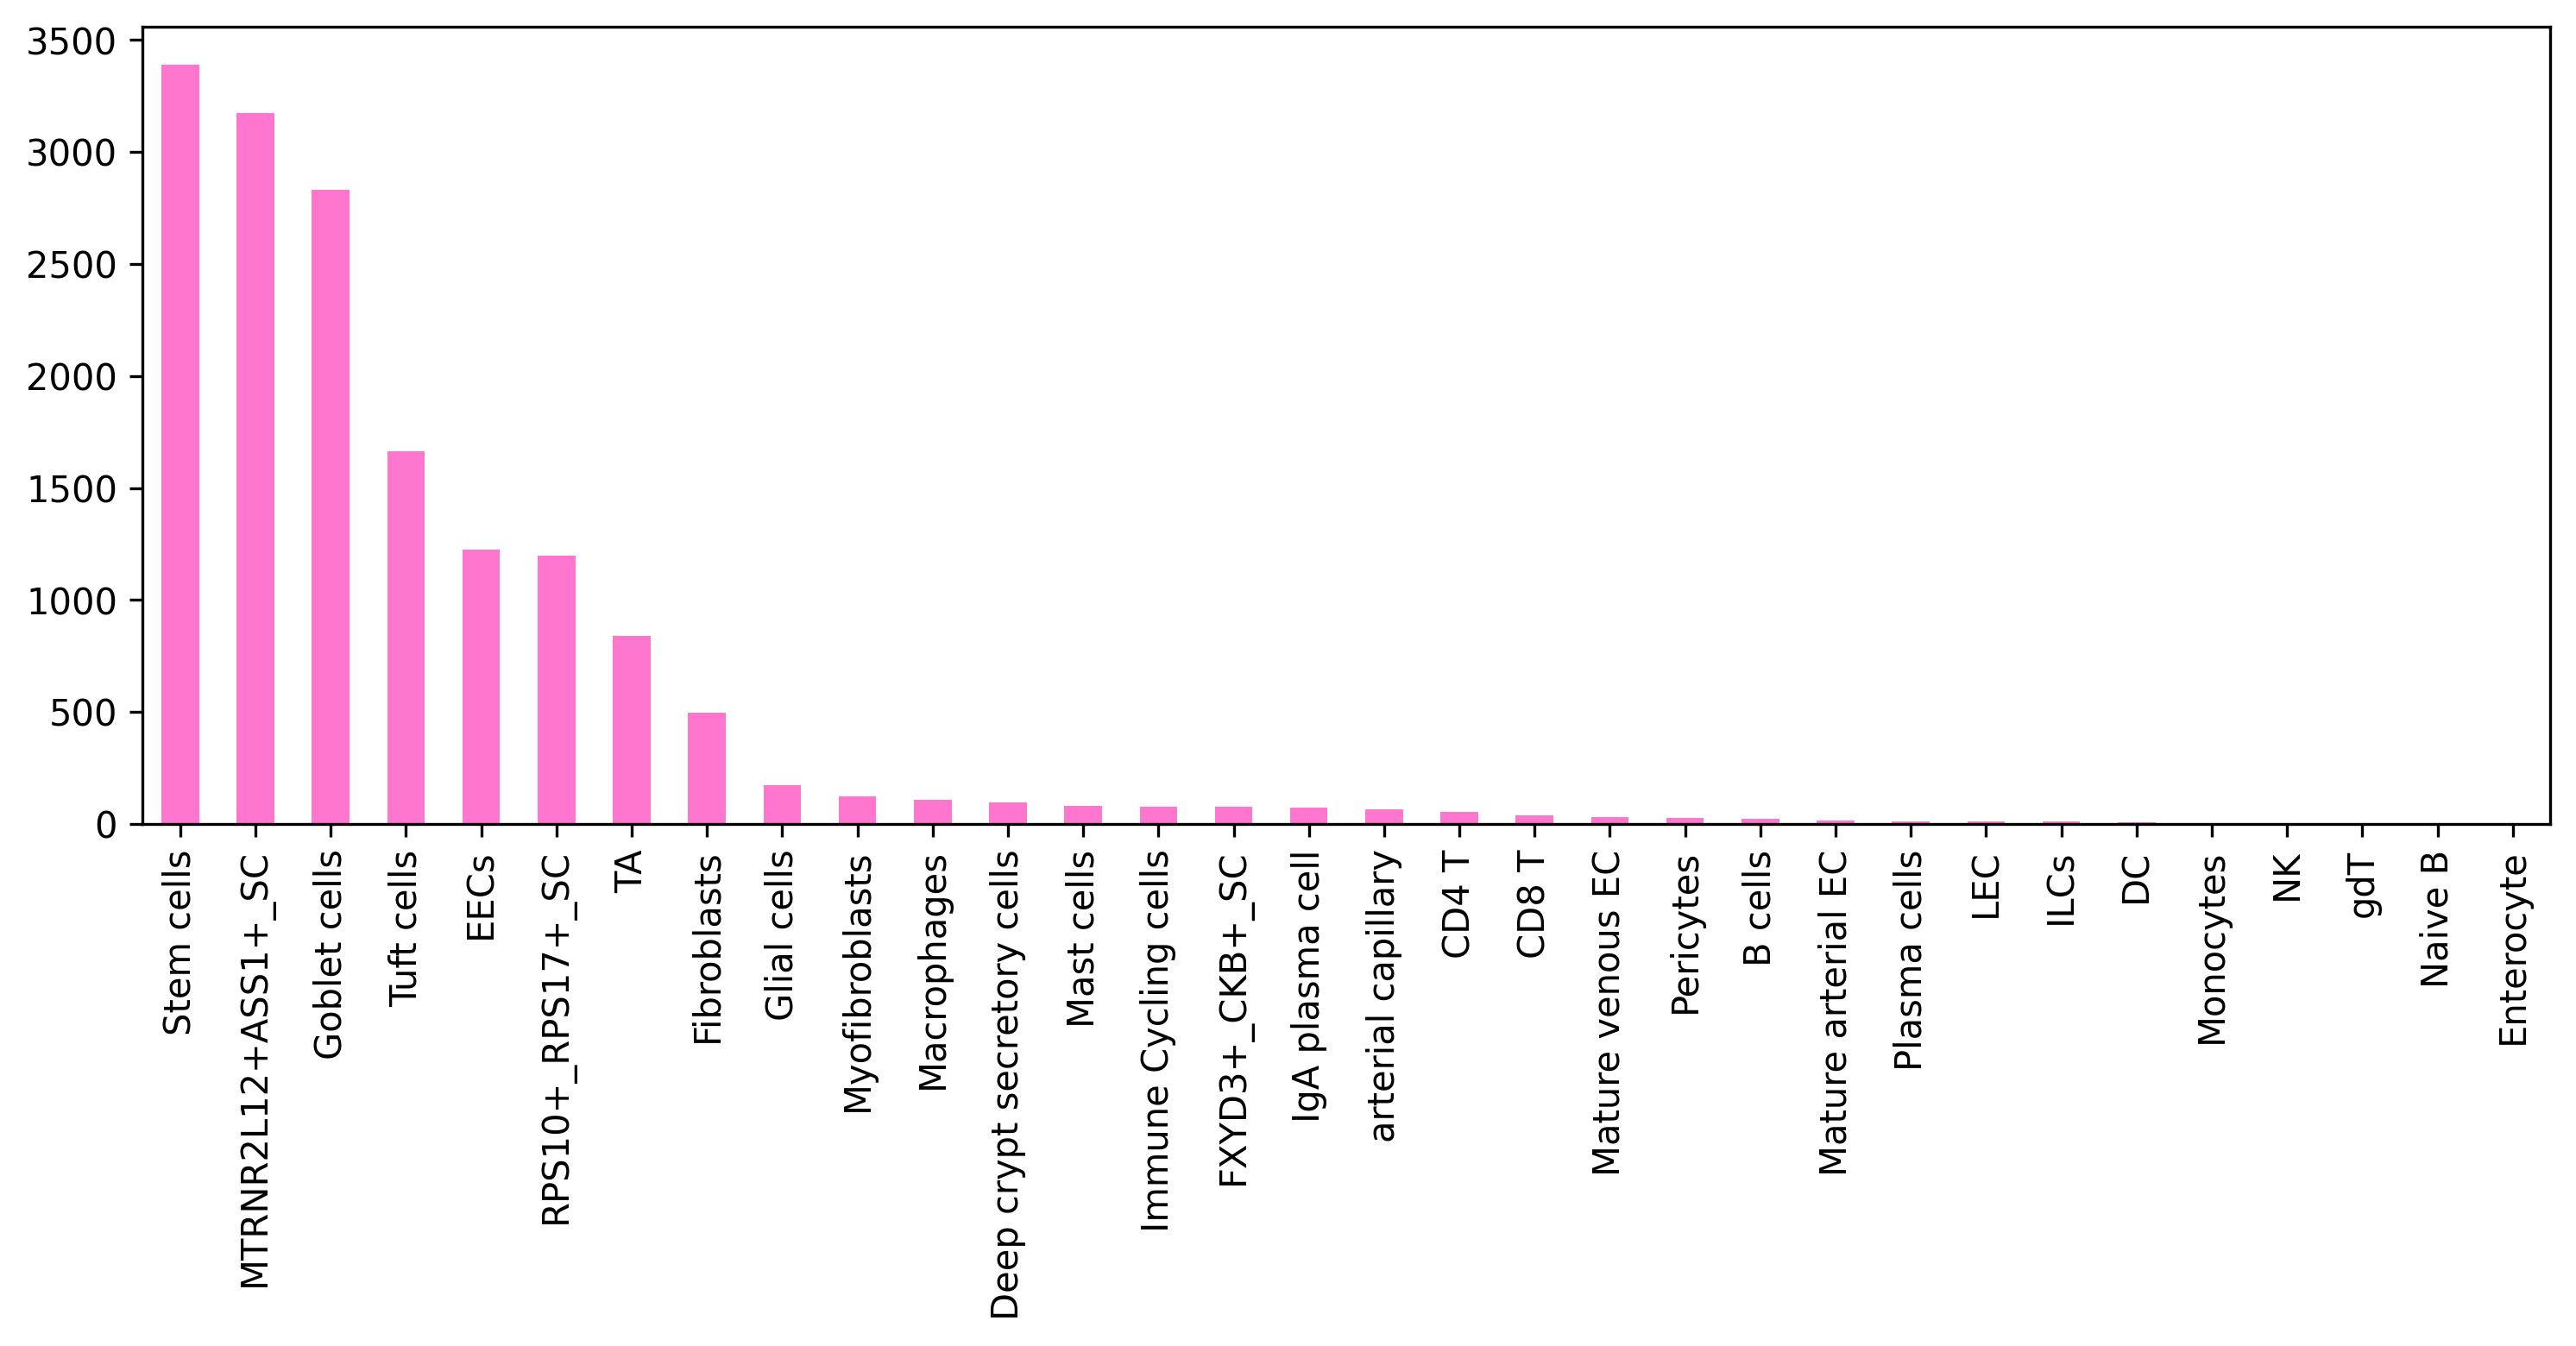 3500
3000
2500
2000
1500
1000
500
0
Stem cells
MTRNR2L12+ASS1+_SC
Goblet cells
Tuft cells
EECs
RPS10+_RPS17+_SC
TA
Fibroblasts
Glial cells
Myofibroblasts
Macrophages
Deep crypt secretory cells
Mast cells
Immune Cycling cells
FXYD3+_CKB+_SC
IgA plasma cell
arterial capillary
CD4 T
CD8 T
Mature venous EC
Pericytes
B cells
Mature arterial EC
Plasma cells
LEC
ILCs
DC
Monocytes
NK
gdT
Naive B
Enterocyte